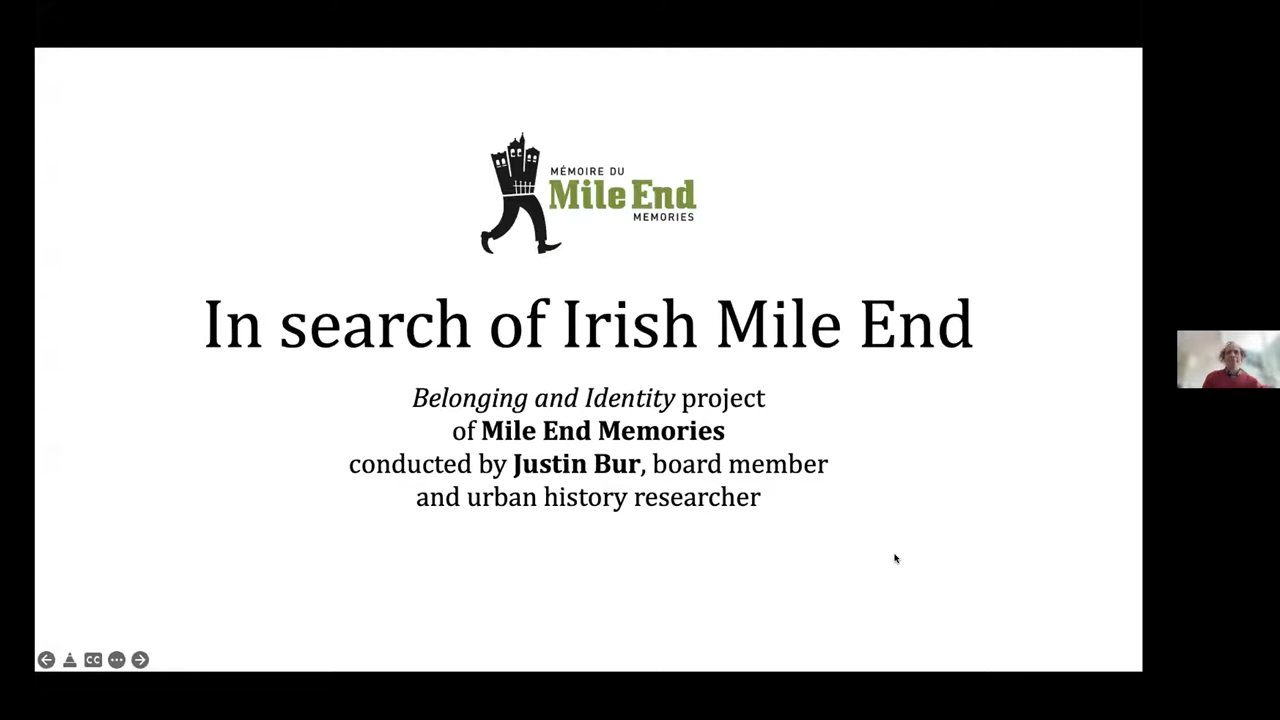 MÉMOIRE DU
Mile End
MEMORIES
In search of Irish Mile End
Belonging and Identity project
of Mile End Memories
conducted by Justin Bur, board member
and urban history researcher
CC